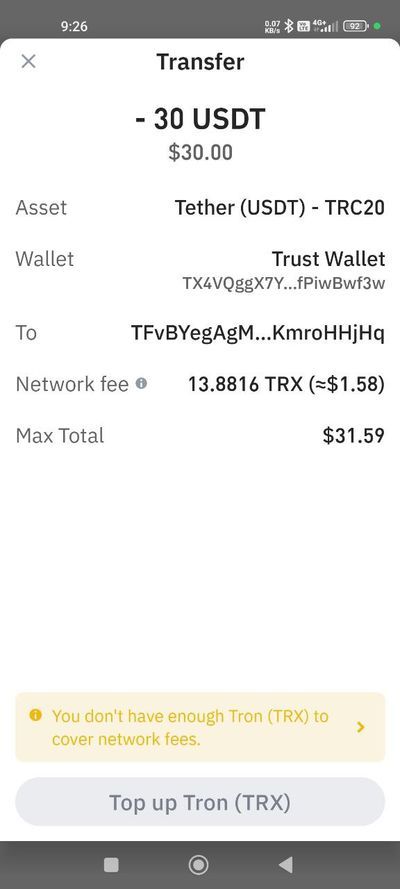 9:26 0.07 KB/s Vo LTE 4G+ 92
Transfer
- 30 USDT
$30.00
Asset Tether (USDT) - TRC20
Wallet Trust Wallet
TX4VQggX7Y...fPiwBwf3w
To TFvBYegAgM...KmroHHjHq
Network fee 13.8816 TRX (≈$1.58)
Max Total $31.59
You don't have enough Tron (TRX) to
cover network fees.
Top up Tron (TRX)